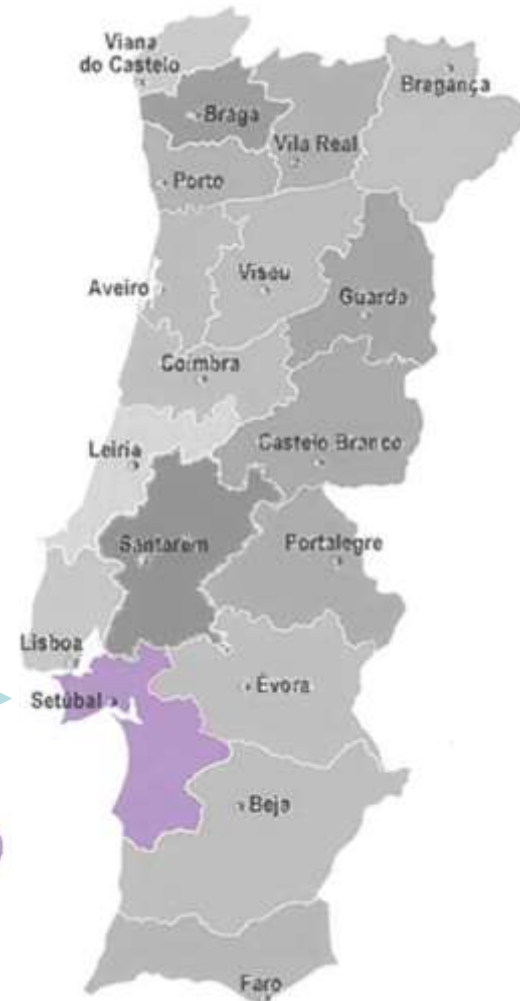 Viana
do Castelo
Bragança
Braga
Vila Real
Porto
Aveiro
Viseu
Guarda
Coimbra
Leiria
Castelo Branco
Santarem
Portalegre
Lisboa
Setúbal
Évora
Beja
Faro